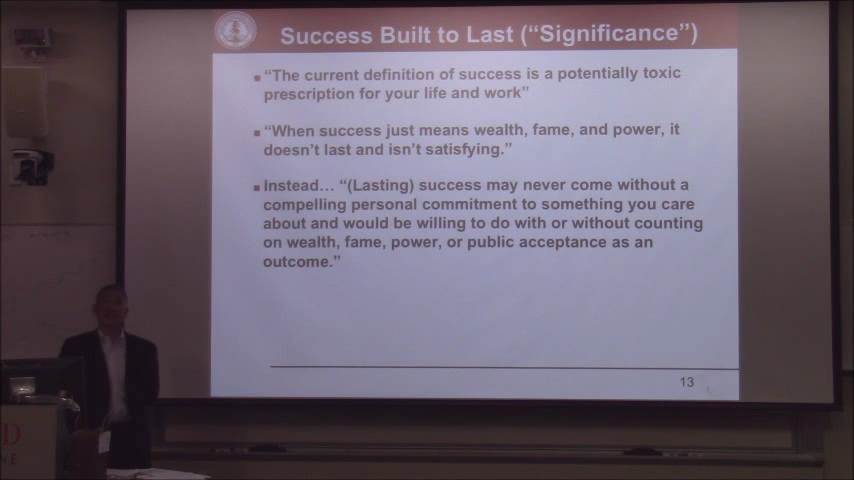 Success Built to Last (“Significance”)
“The current definition of success is a potentially toxic
prescription for your life and work”
“When success just means wealth, fame, and power, it
doesn’t last and isn’t satisfying.”
Instead... “(Lasting) success may never come without a
compelling personal commitment to something you care
about and would be willing to do with or without counting
on wealth, fame, power, or public acceptance as an
outcome.”
13
D
N E